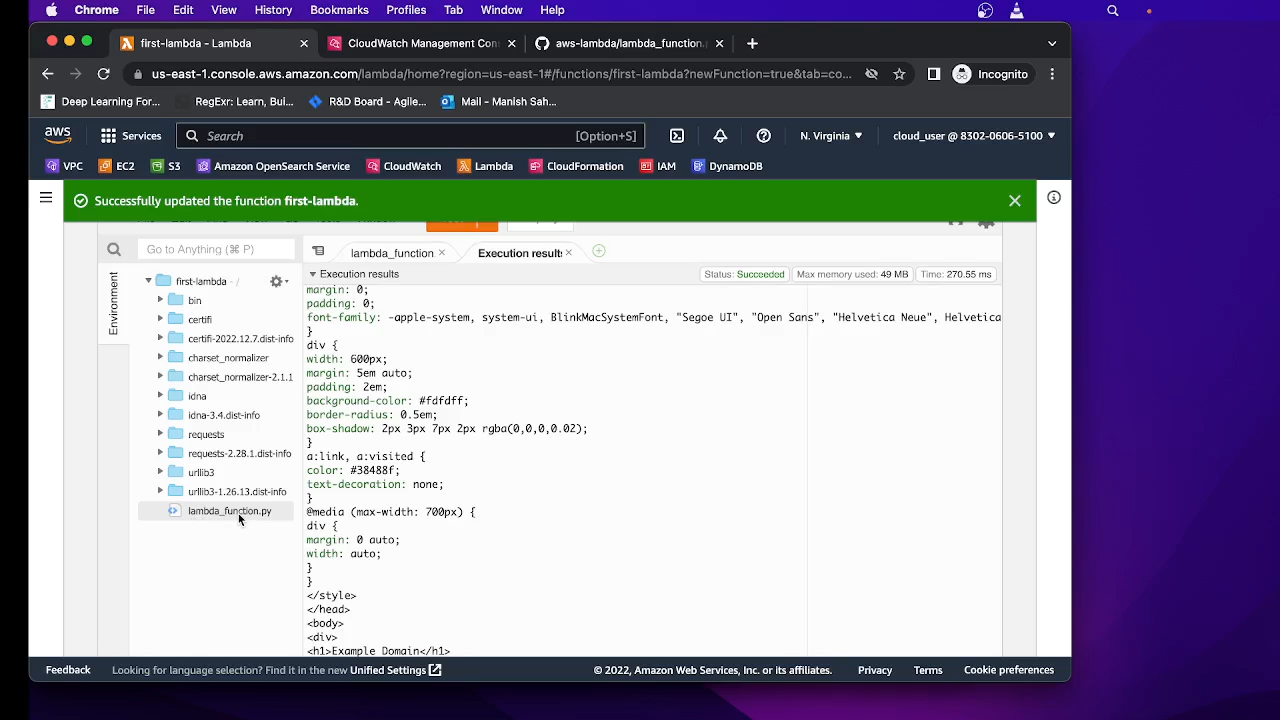 Chrome File Edit View History Bookmarks Profiles Tab Window Help
first-lambda - Lambda
CloudWatch Management Con
aws-lambda/lambda_function.
us-east-1.console.aws.amazon.com/lambda/home?region=us-east-1#/functions/first-lambda?newFunction=true&tab=co...
Incognito
Deep Learning For... RegExr: Learn, Bui... R&D Board - Agile... Mail - Manish Sah...
aws Services Search [Option+S] N. Virginia cloud_user @ 8302-0606-5100
VPC EC2 S3 Amazon OpenSearch Service CloudWatch Lambda CloudFormation IAM DynamoDB
Successfully updated the function first-lambda.
Go to Anything (⌘ P)
lambda_function
Execution result:
Environment
first-lambda - /
bin
certifi
certifi-2022.12.7.dist-info
charset_normalizer
charset_normalizer-2.1.1
idna
idna-3.4.dist-info
requests
requests-2.28.1.dist-info
urllib3
urllib3-1.26.13.dist-info
lambda_function.py
Execution results
Status: Succeeded Max memory used: 49 MB Time: 270.55 ms
margin: 0;
padding: 0;
font-family: -apple-system, system-ui, BlinkMacSystemFont, "Segoe UI", "Open Sans", "Helvetica Neue", Helvetica
}
div {
width: 600px;
margin: 5em auto;
padding: 2em;
background-color: #fdfdff;
border-radius: 0.5em;
box-shadow: 2px 3px 7px 2px rgba(0,0,0,0.02);
}
a:link, a:visited {
color: #38488f;
text-decoration: none;
}
@media (max-width: 700px) {
div {
margin: 0 auto;
width: auto;
}
}
</style>
</head>
<body>
<div>
<h1>Example Domain</h1>
Feedback Looking for language selection? Find it in the new Unified Settings © 2022, Amazon Web Services, Inc. or its affiliates. Privacy Terms Cookie preferences